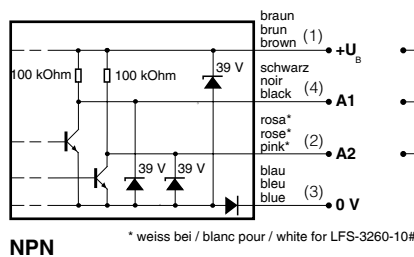 braun
brun
brown (1) +U_B
100 kOhm 100 kOhm 39 V
schwarz
noir
black (4) A1
rosa*
rose*
pink* (2) A2
39 V 39 V
blau
bleu
blue (3) 0 V
* weiss bei / blanc pour / white for LFS-3260-10#
NPN